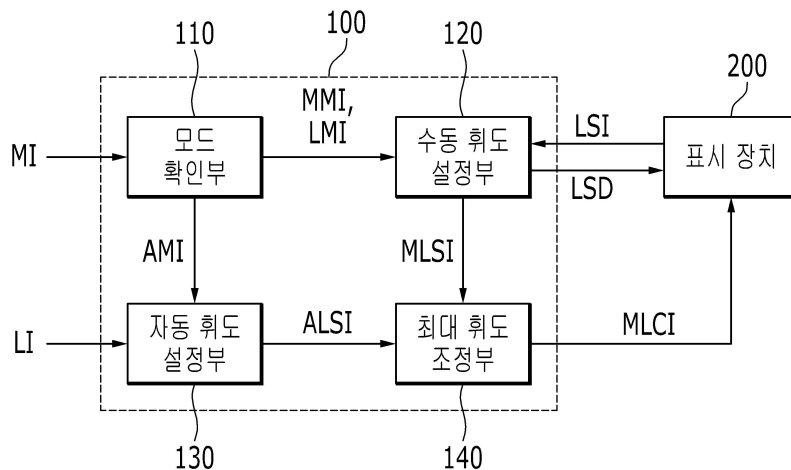 110
100
120
200
MMI,
LMI
MI
모드
확인부
수동 휘도
설정부
LSI
LSD
표시 장치
AMI
MLSI
LI
자동 휘도
설정부
ALSI
최대 휘도
조정부
MLCI
130
140